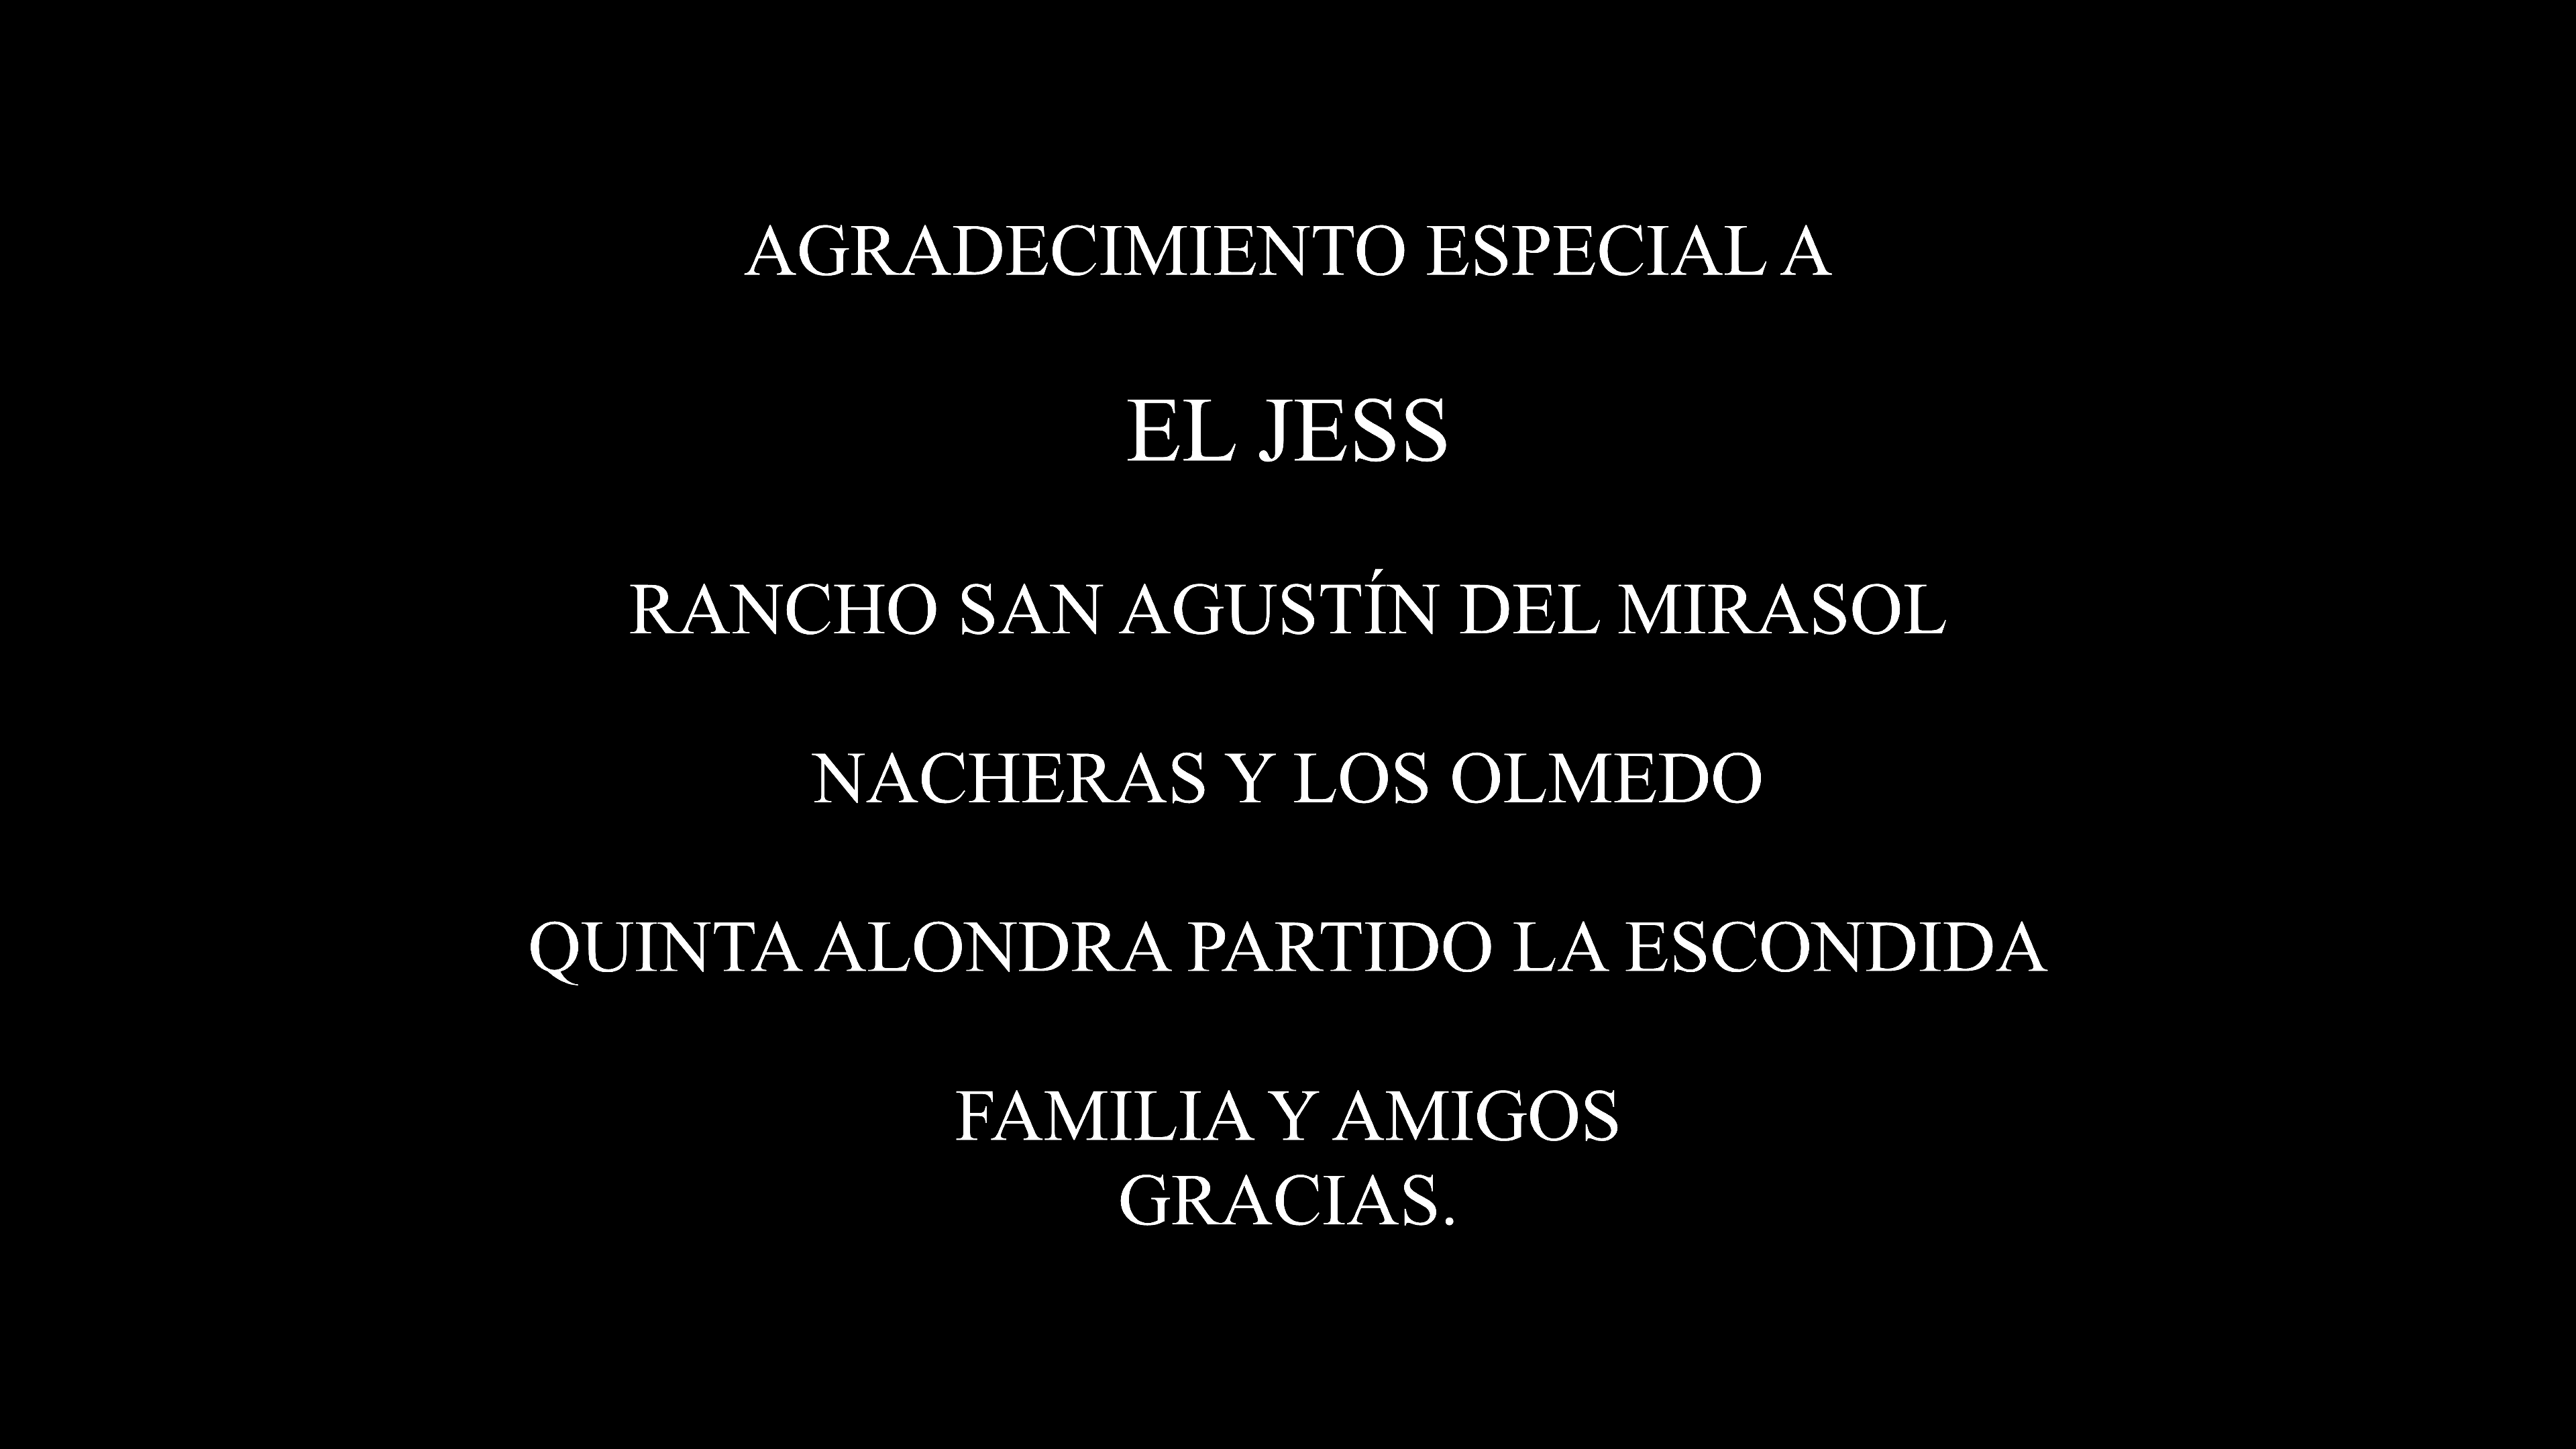 AGRADECIMIENTO ESPECIAL A
EL JESS
RANCHO SAN AGUSTÍN DEL MIRASOL
NACHERAS Y LOS OLMEDO
QUINTA ALONDRA PARTIDO LA ESCONDIDA
FAMILIA Y AMIGOS
GRACIAS.